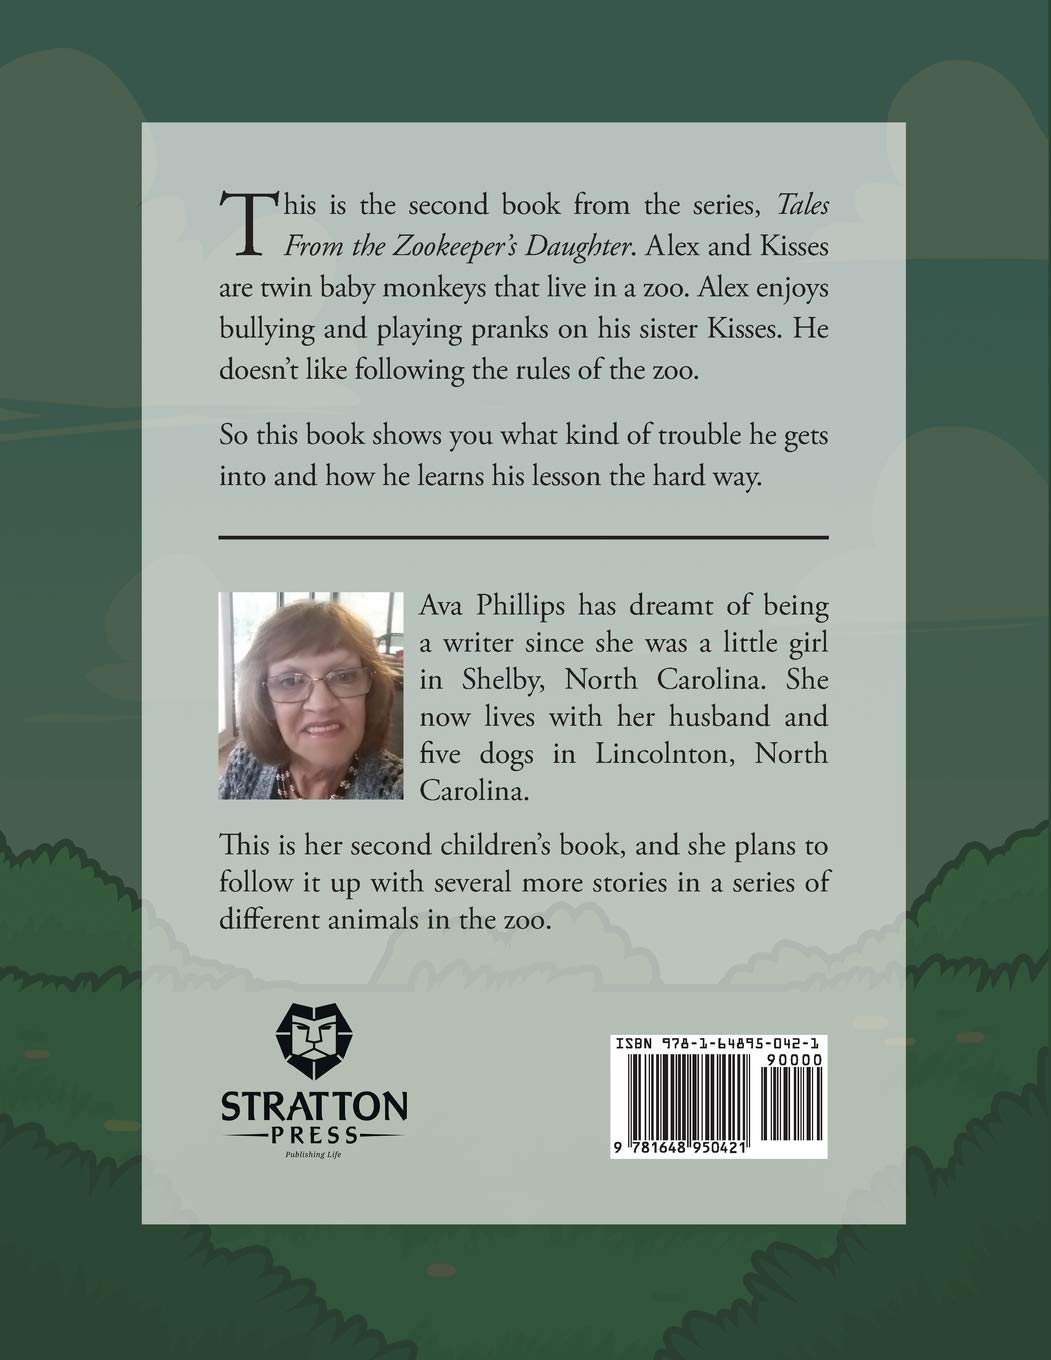 This is the second book from the series, Tales
From the Zookeeper's Daughter. Alex and Kisses
are twin baby monkeys that live in a zoo. Alex enjoys
bullying and playing pranks on his sister Kisses. He
doesn't like following the rules of the zoo.
So this book shows you what kind of trouble he gets
into and how he learns his lesson the hard way.
Ava Phillips has dreamt of being
a writer since she was a little girl
in Shelby, North Carolina. She
now lives with her husband and
five dogs in Lincolnton, North
Carolina.
This is her second children's book, and she plans to
follow it up with several more stories in a series of
different animals in the zoo.
STRATTON
PRESS
Publishing Life
ISBN 978-1-64895-042-1
90000
9 781648 950421